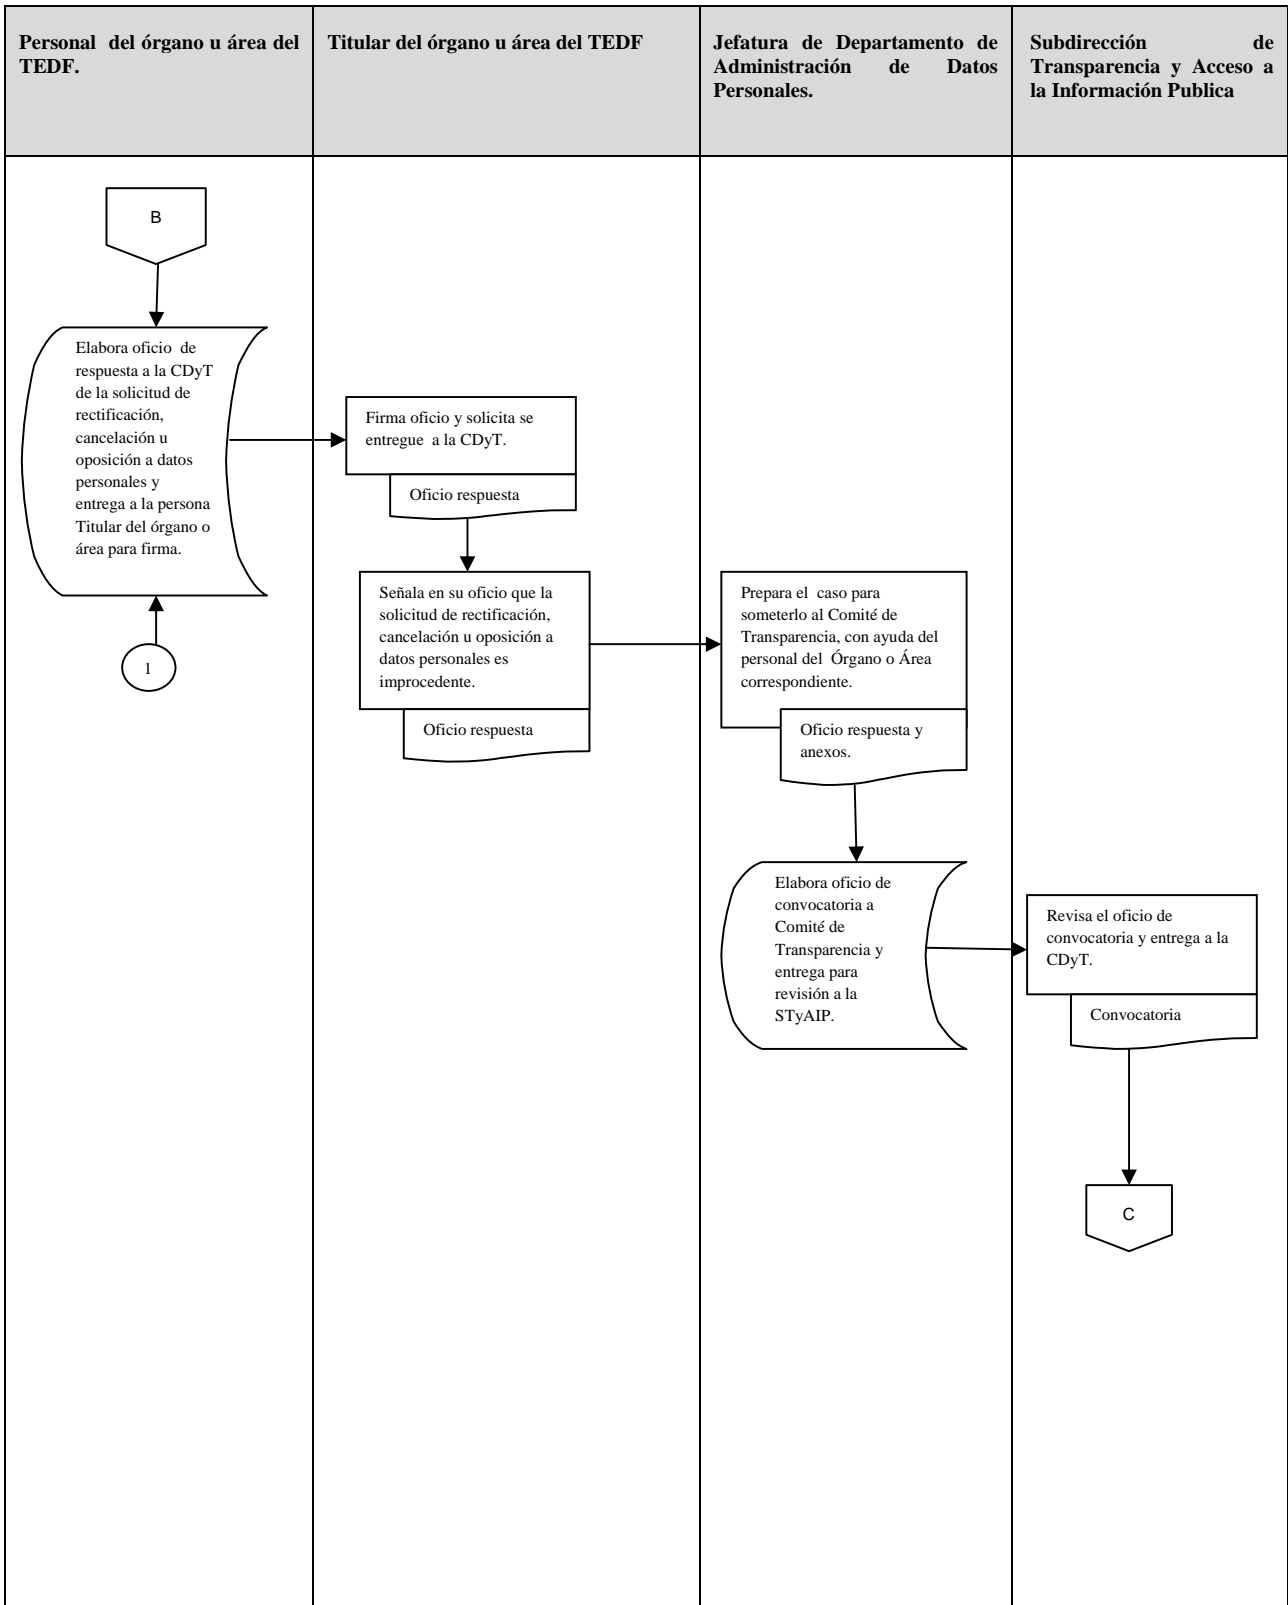 Personal del órgano u área del
TEDF.
Titular del órgano u área del TEDF
Jefatura de Departamento de
Administración de Datos
Personales.
Subdirección de
Transparencia y Acceso a
la Información Publica
B
Elabora oficio de
respuesta a la CDyT
de la solicitud de
rectificación,
cancelación u
oposición a datos
personales y
entrega a la persona
Titular del órgano o
área para firma.
1
Firma oficio y solicita se
entregue a la CDyT.
Oficio respuesta
Señala en su oficio que la
solicitud de rectificación,
cancelación u oposición a
datos personales es
improcedente.
Oficio respuesta
Prepara el caso para
someterlo al Comité de
Transparencia, con ayuda del
personal del Órgano o Área
correspondiente.
Oficio respuesta y
anexos.
Elabora oficio de
convocatoria a
Comité de
Transparencia y
entrega para
revisión a la
STyAIP.
Revisa el oficio de
convocatoria y entrega a la
CDyT.
Convocatoria
C